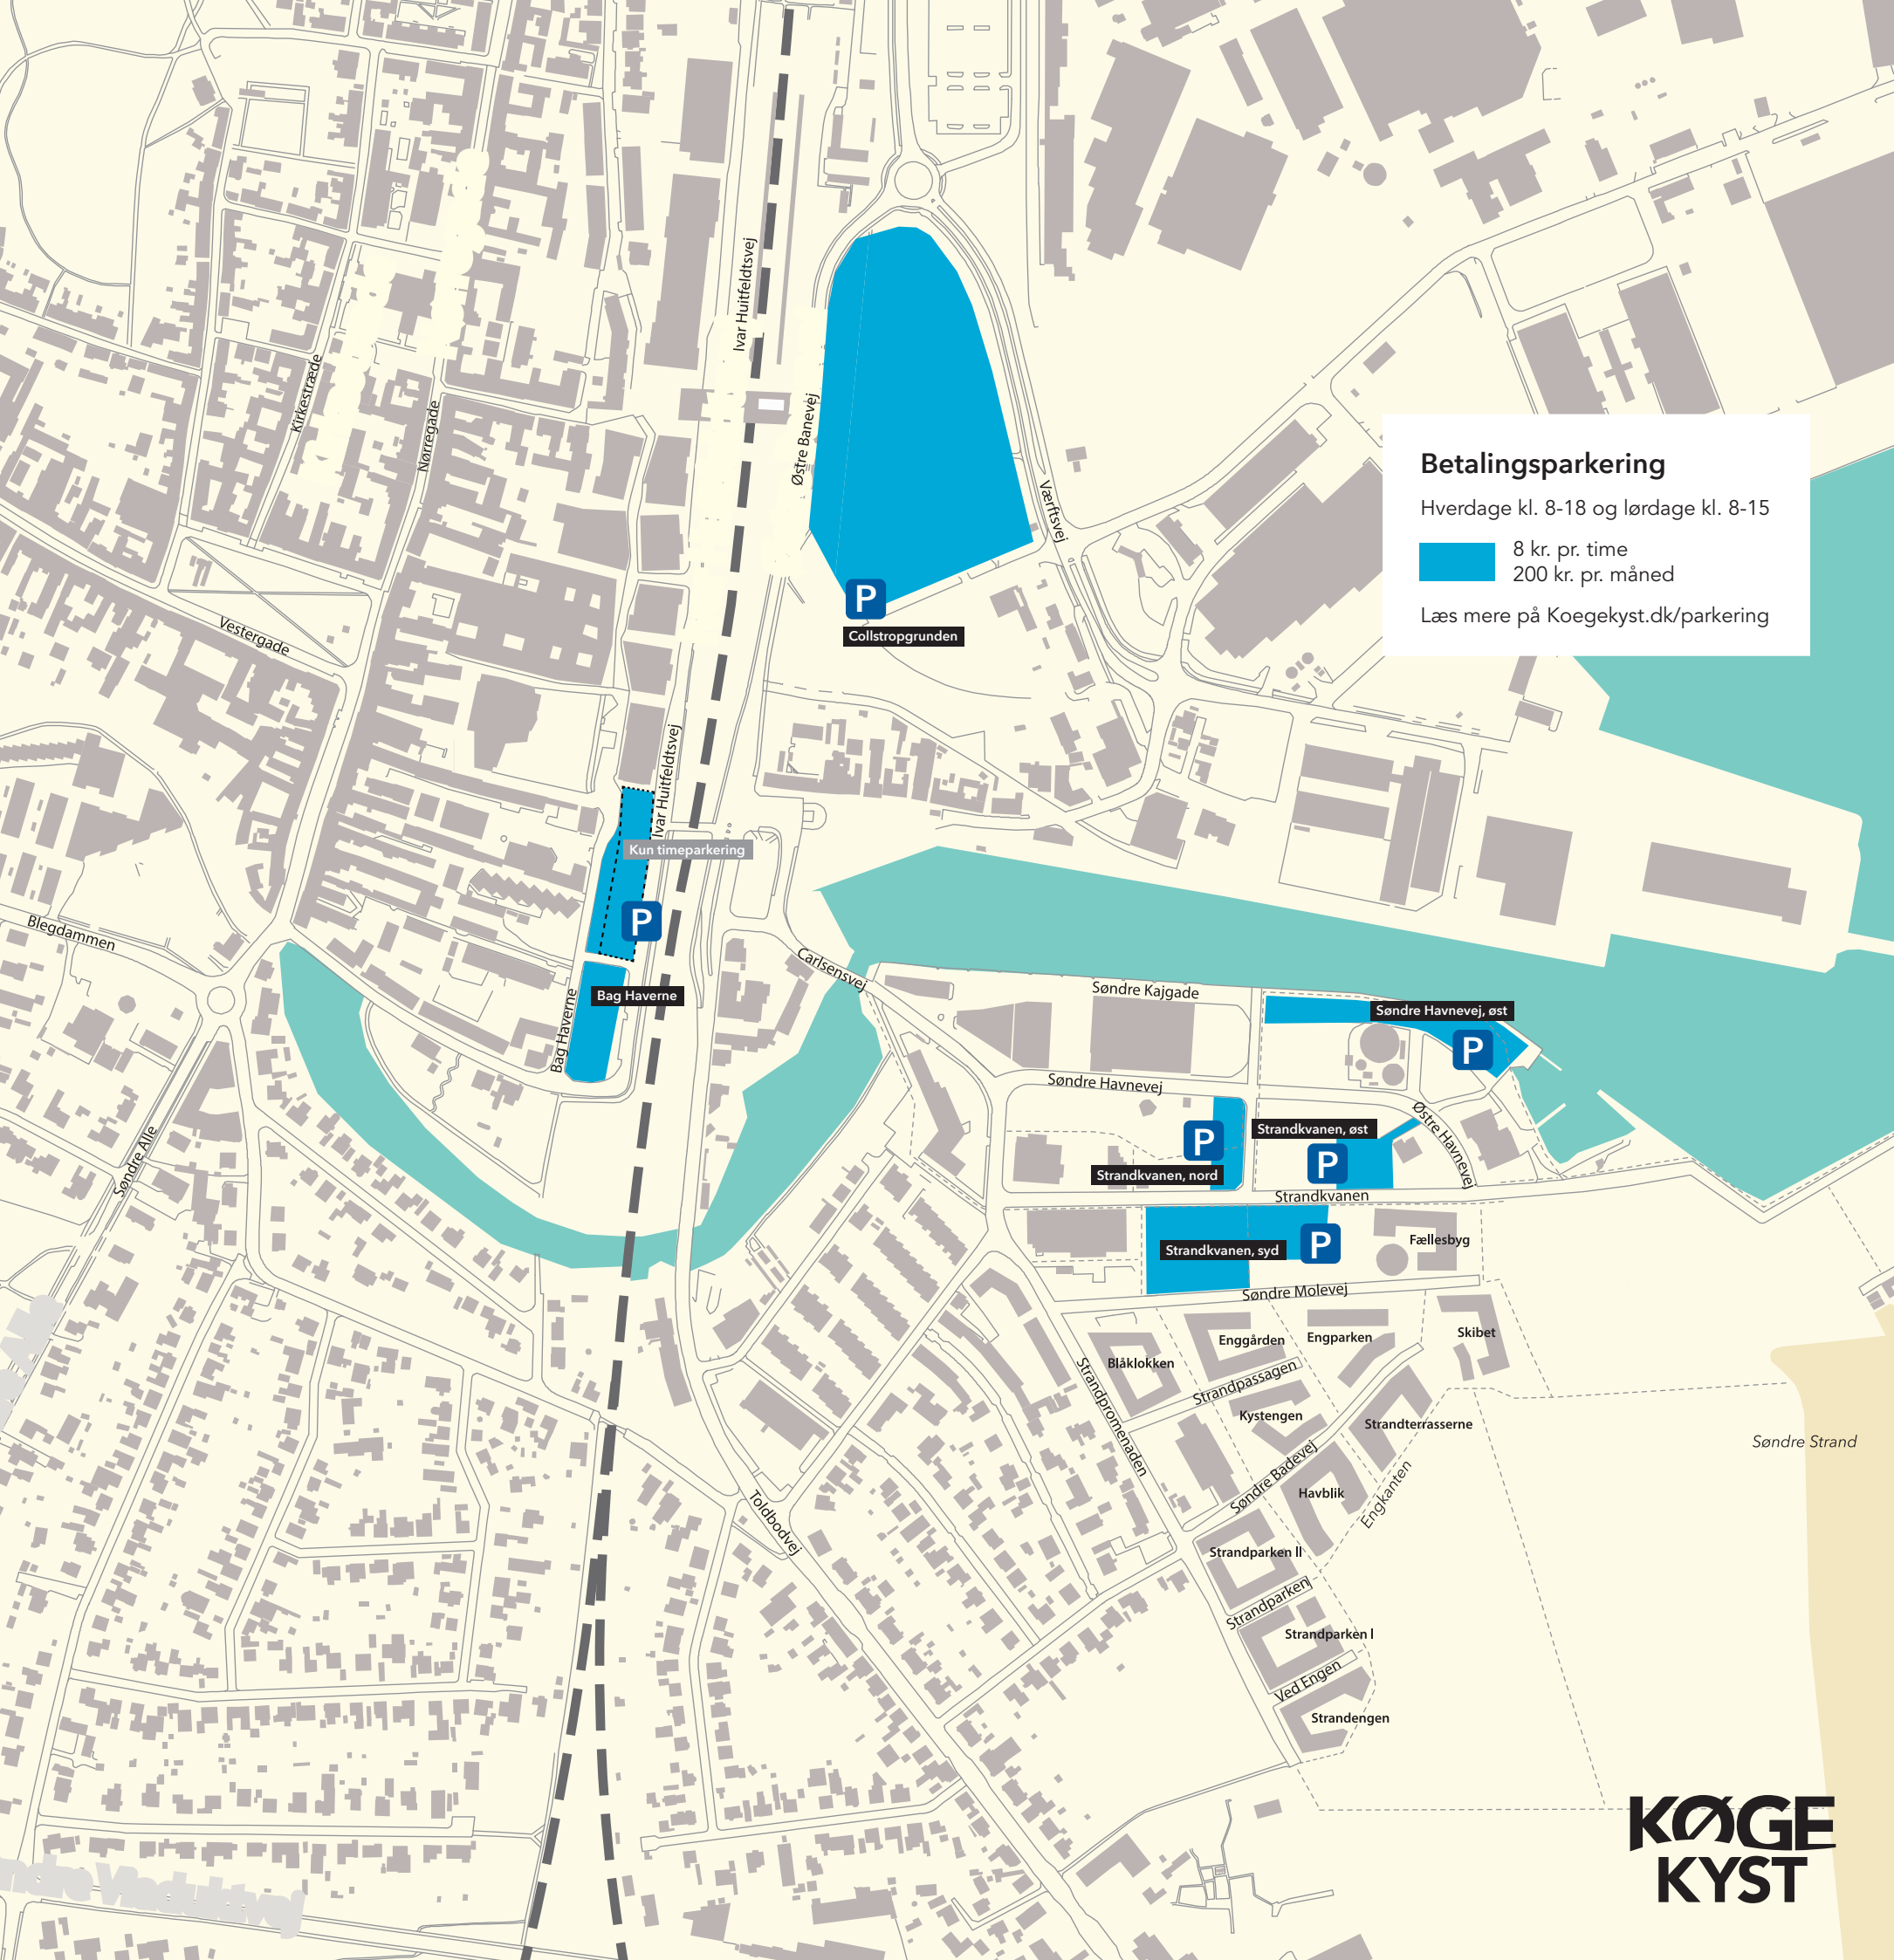 Ivar Huitfeldtsvej
Kirkestræde
Nørregade
Østre Banevej
Værftsvej
Betalingsparkering
Hverdage kl. 8-18 og lørdage kl. 8-15
8 kr. pr. time
200 kr. pr. måned
Læs mere på Koegekyst.dk/parkering
P
Collstropgrunden
Vestergade
Ivar Huitfeldtsvej
Kun timeparkering
P
Blegdammen
Bag Haverne
Bag Haverne
Carlsensvej
Søndre Kajgade
Søndre Havnevej, øst
P
Søndre Havnevej
Østre Havnevej
Strandkvanen, øst
P
P
Strandkvanen, nord
Søndre Alle
Strandkvanen
Strandkvanen, syd
P
Fællesbyg
Søndre Molevej
Skibet
Enggården
Engparken
Blåklokken
Strandpassagen
Strandpromenaden
Kystengen
Strandterrasserne
Søndre Strand
Søndre Badevej
Havblik
Engkanten
Toldbodvej
Strandparken II
Strandparken
Strandparken I
Ved Engen
Strandengen
KØGE
KYST